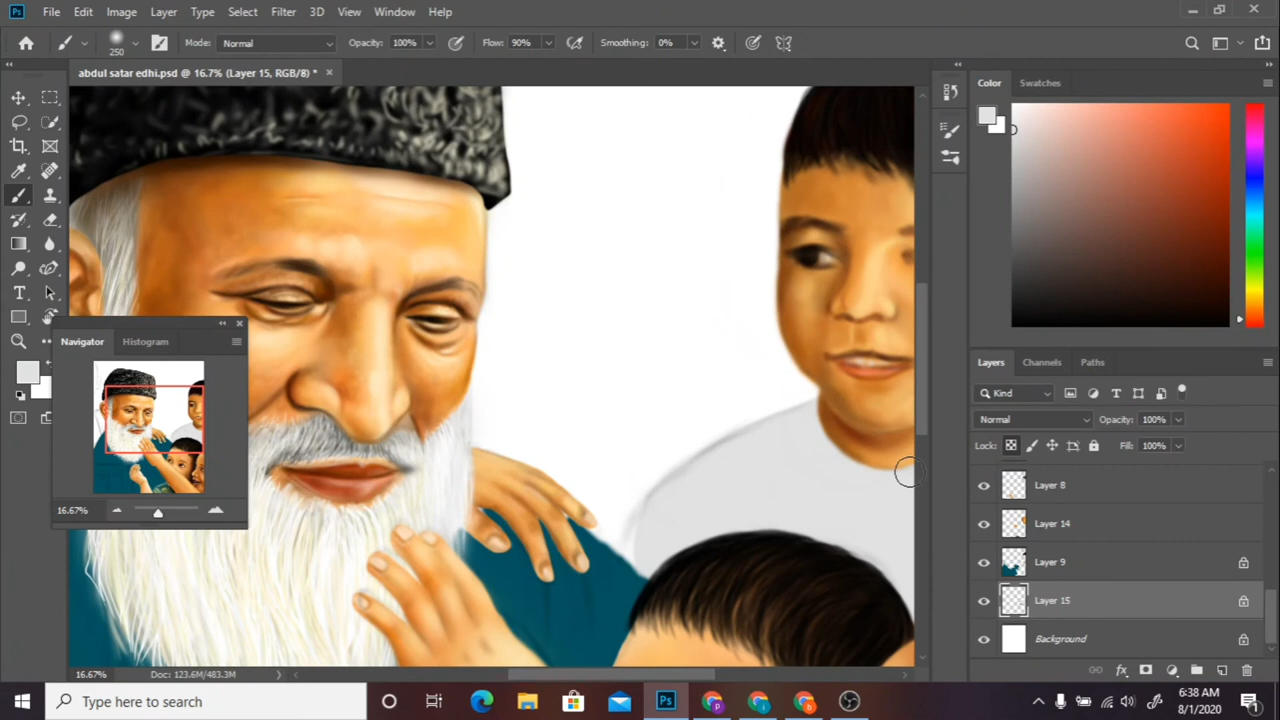 Ps File Edit Image Layer Type Select Filter 3D View Window Help
250 Mode: Normal Opacity: 100% Flow: 90% Smoothing: 0%
abdul satar edhi.psd @ 16.7% (Layer 15, RGB/8) *
Color Swatches
Navigator Histogram
16.67%
Layers Channels Paths
Kind
Normal Opacity: 100%
Lock: Fill: 100%
Layer 8
Layer 14
Layer 9
Layer 15
Background
16.67% Doc: 123.6M/483.3M
Type here to search
Ps
6:38 AM
8/1/2020